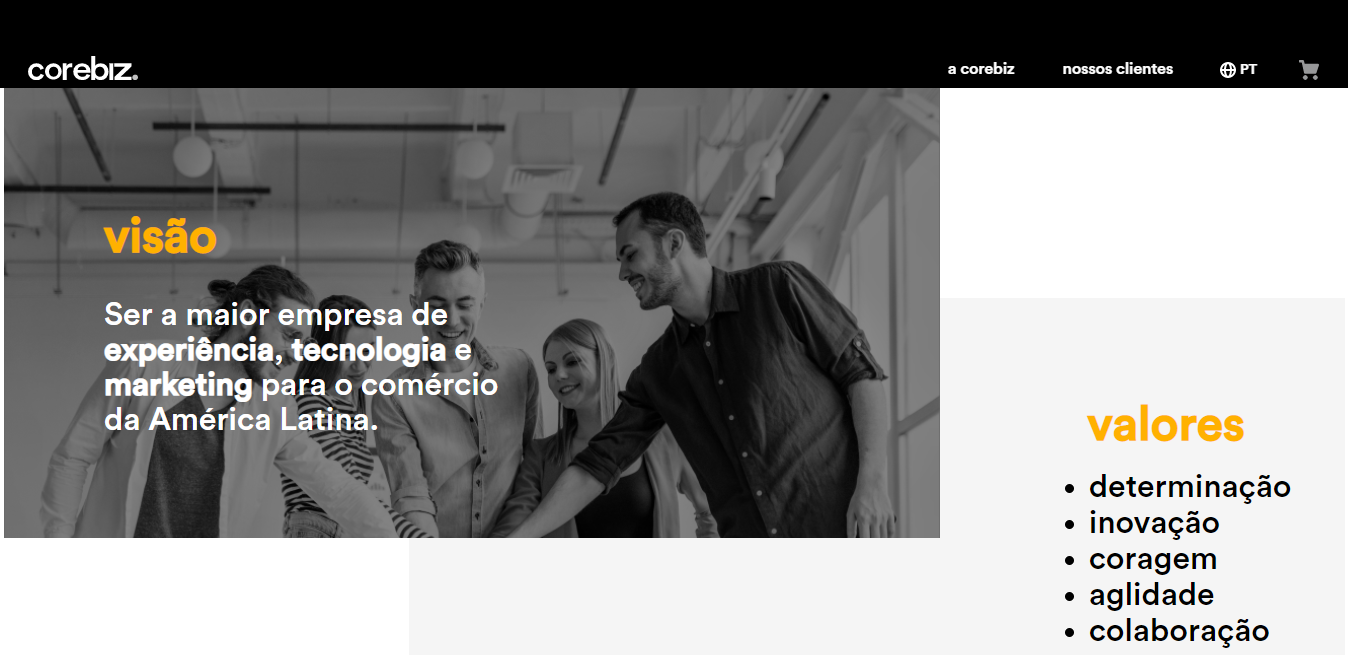 corebiz.
a corebiz
nossos clientes
PT
visão
Ser a maior empresa de
experiência, tecnologia e
marketing para o comércio
da América Latina.
valores
• determinação
• inovação
• coragem
• aglidade
• colaboração